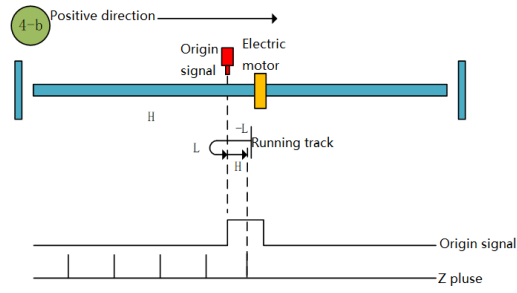 4-b
Positive direction
Origin
signal
Electric
motor
H
-L
Running track
L
H
Origin signal
Z pluse